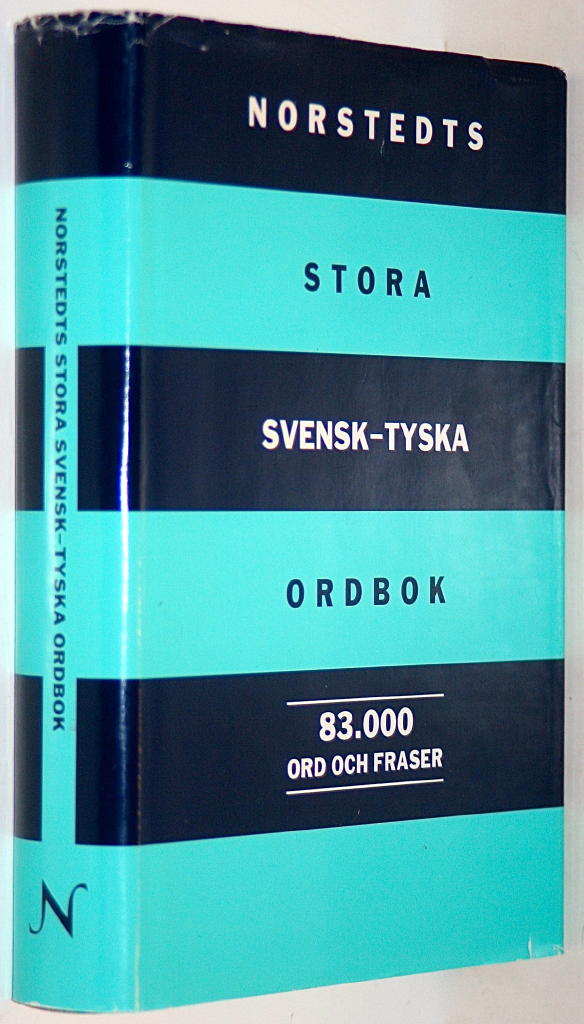 NORSTEDTS STORA SVENSK-TYSKA ORDBOK
N
NORSTEDTS
STORA
SVENSK-TYSKA
ORDBOK
83.000
ORD OCH FRASER